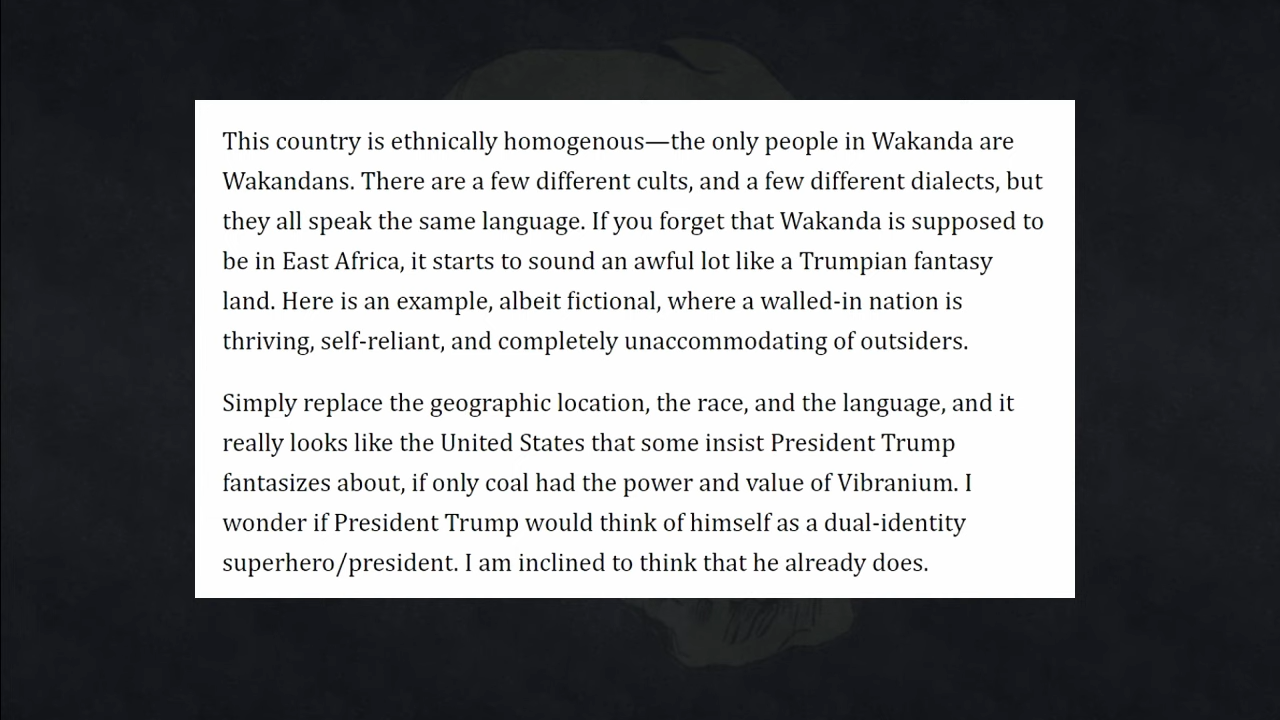 This country is ethnically homogenous—the only people in Wakanda are
Wakandans. There are a few different cults, and a few different dialects, but
they all speak the same language. If you forget that Wakanda is supposed to
be in East Africa, it starts to sound an awful lot like a Trumpian fantasy
land. Here is an example, albeit fictional, where a walled-in nation is
thriving, self-reliant, and completely unaccommodating of outsiders.
Simply replace the geographic location, the race, and the language, and it
really looks like the United States that some insist President Trump
fantasizes about, if only coal had the power and value of Vibranium. I
wonder if President Trump would think of himself as a dual-identity
superhero/president. I am inclined to think that he already does.